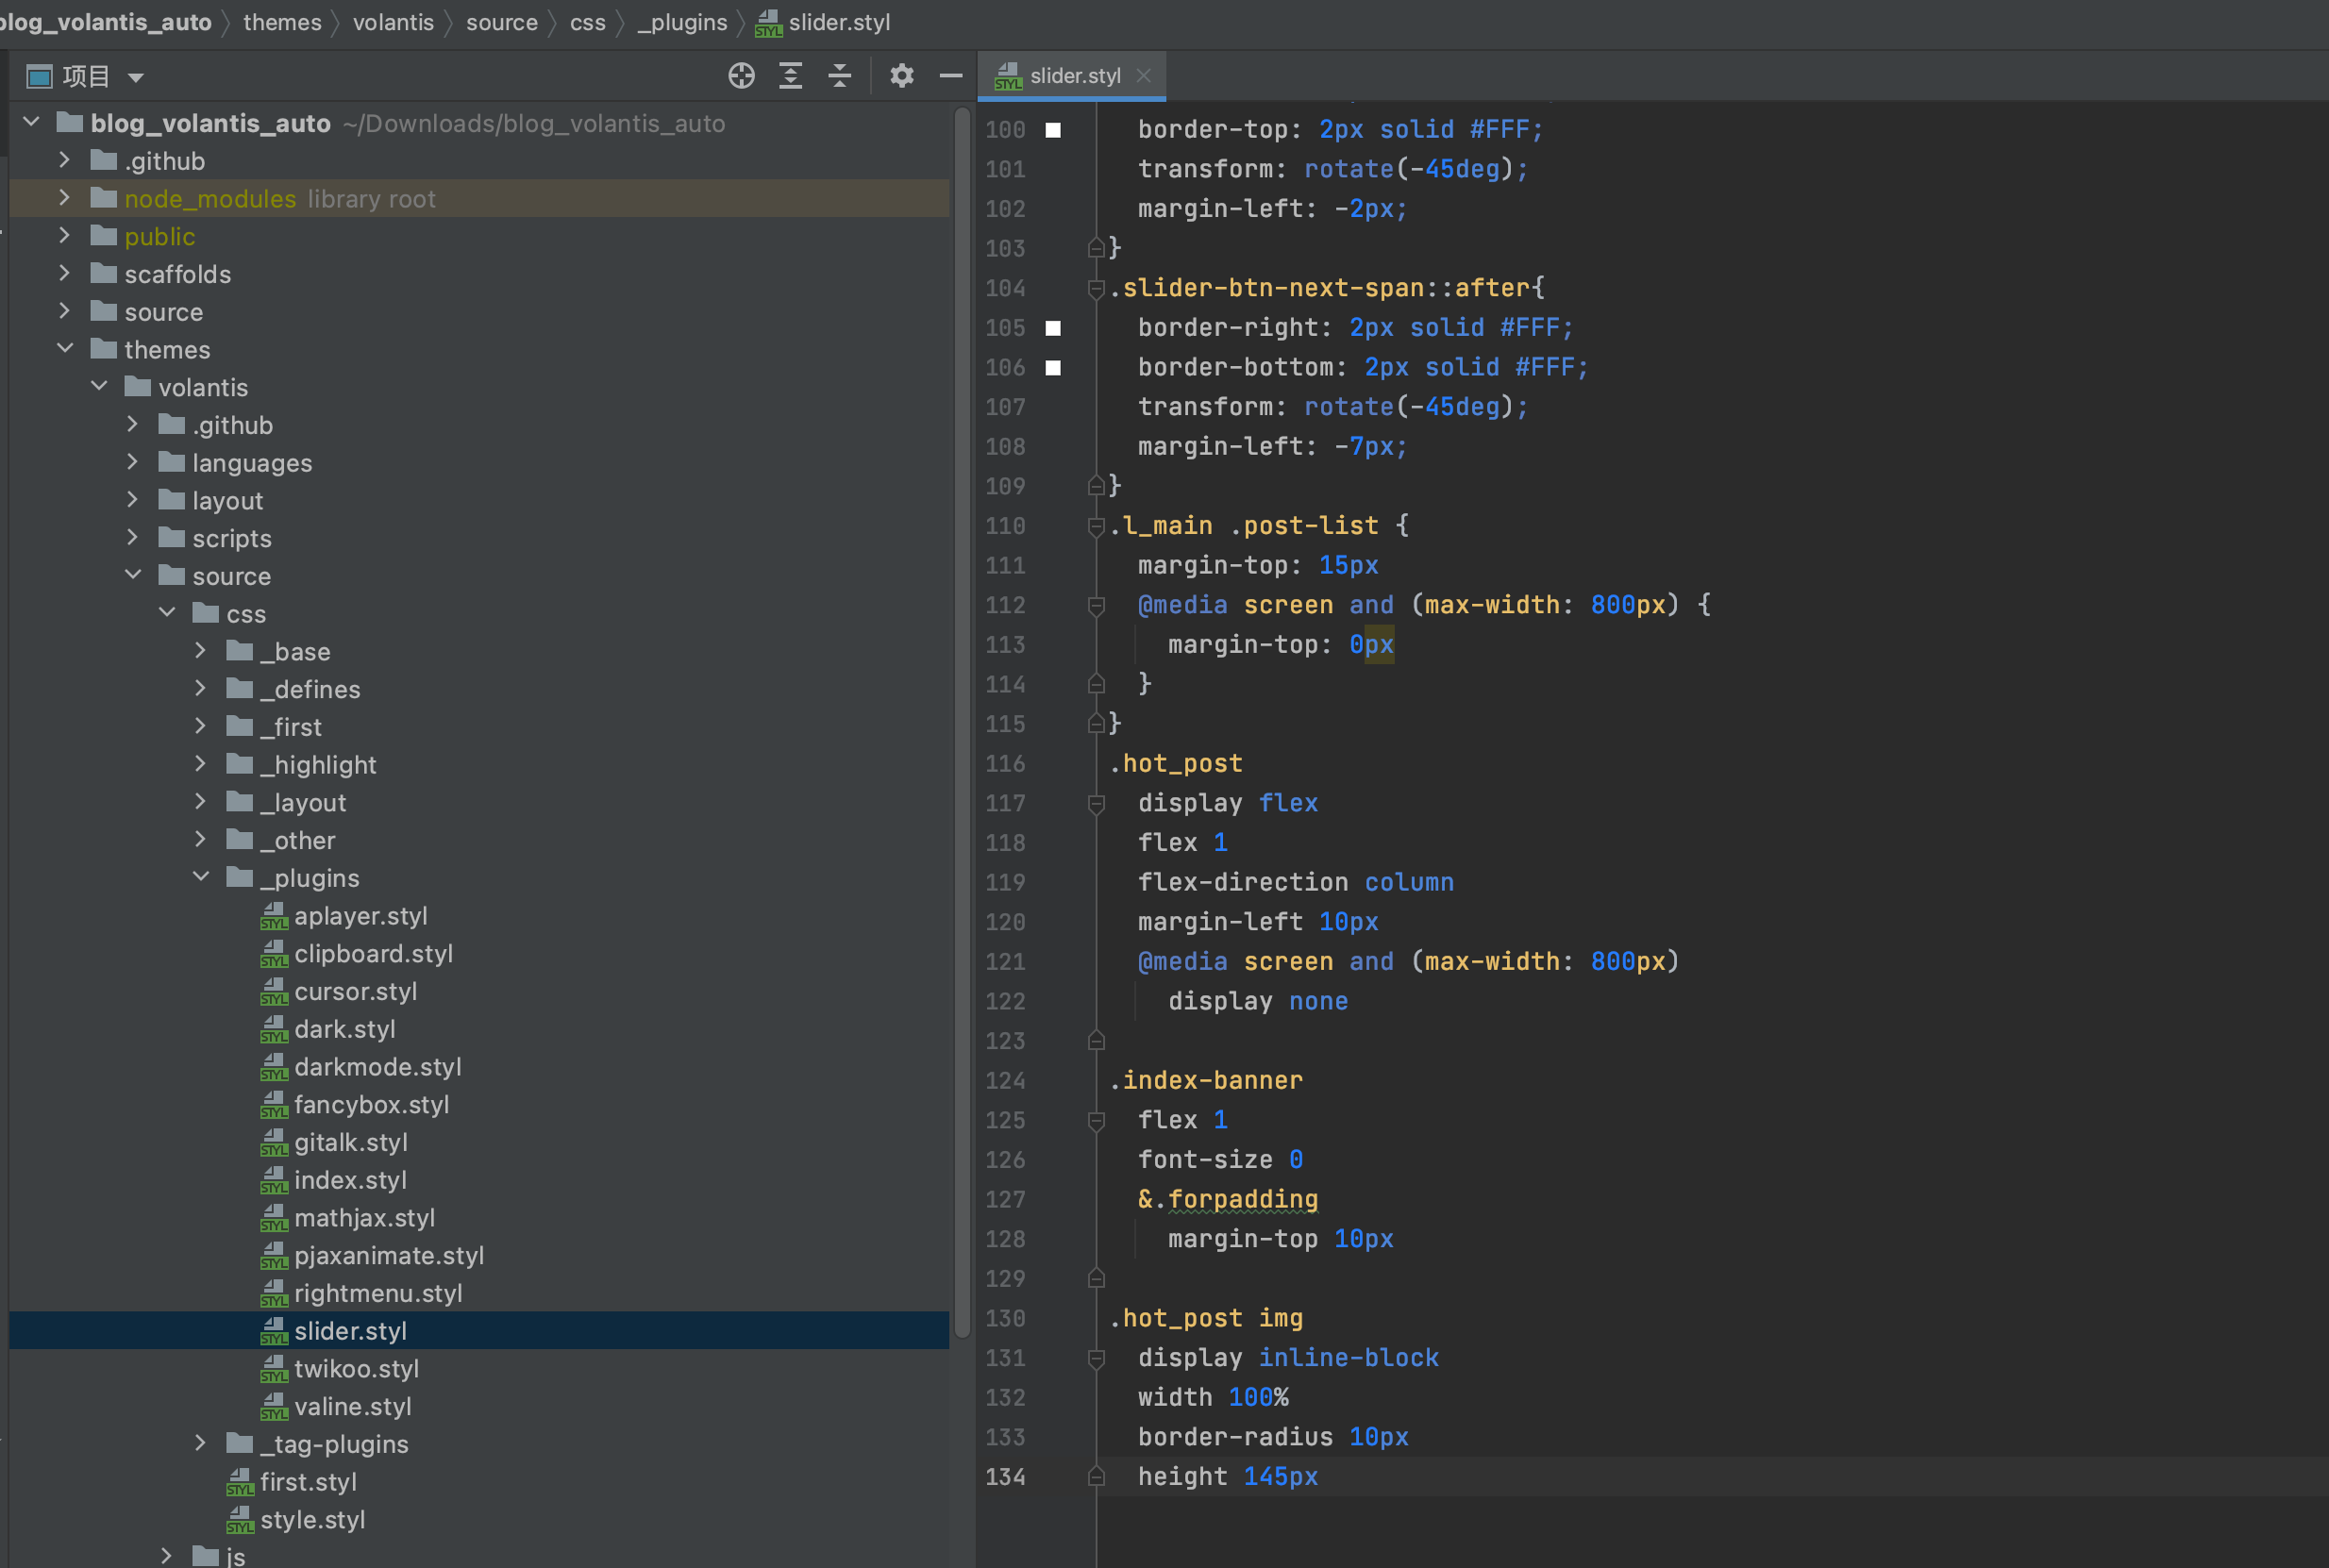 blog_volantis_auto themes volantis source css _plugins slider.styl
项目
blog_volantis_auto ~/Downloads/blog_volantis_auto
.github
node_modules library root
public
scaffolds
source
themes
volantis
.github
languages
layout
scripts
source
css
_base
_defines
_first
_highlight
_layout
_other
_plugins
aplayer.styl
clipboard.styl
cursor.styl
dark.styl
darkmode.styl
fancybox.styl
gitalk.styl
index.styl
mathjax.styl
pjaxanimate.styl
rightmenu.styl
slider.styl
twikoo.styl
valine.styl
_tag-plugins
first.styl
style.styl
js
slider.styl
100 border-top: 2px solid #FFF;
101 transform: rotate(-45deg);
102 margin-left: -2px;
103 }
104 .slider-btn-next-span::after{
105 border-right: 2px solid #FFF;
106 border-bottom: 2px solid #FFF;
107 transform: rotate(-45deg);
108 margin-left: -7px;
109 }
110 .l_main .post-list {
111 margin-top: 15px
112 @media screen and (max-width: 800px) {
113 margin-top: 0px
114 }
115 }
116 .hot_post
117 display flex
118 flex 1
119 flex-direction column
120 margin-left 10px
121 @media screen and (max-width: 800px)
122 display none
123
124 .index-banner
125 flex 1
126 font-size 0
127 &.forpadding
128 margin-top 10px
129
130 .hot_post img
131 display inline-block
132 width 100%
133 border-radius 10px
134 height 145px